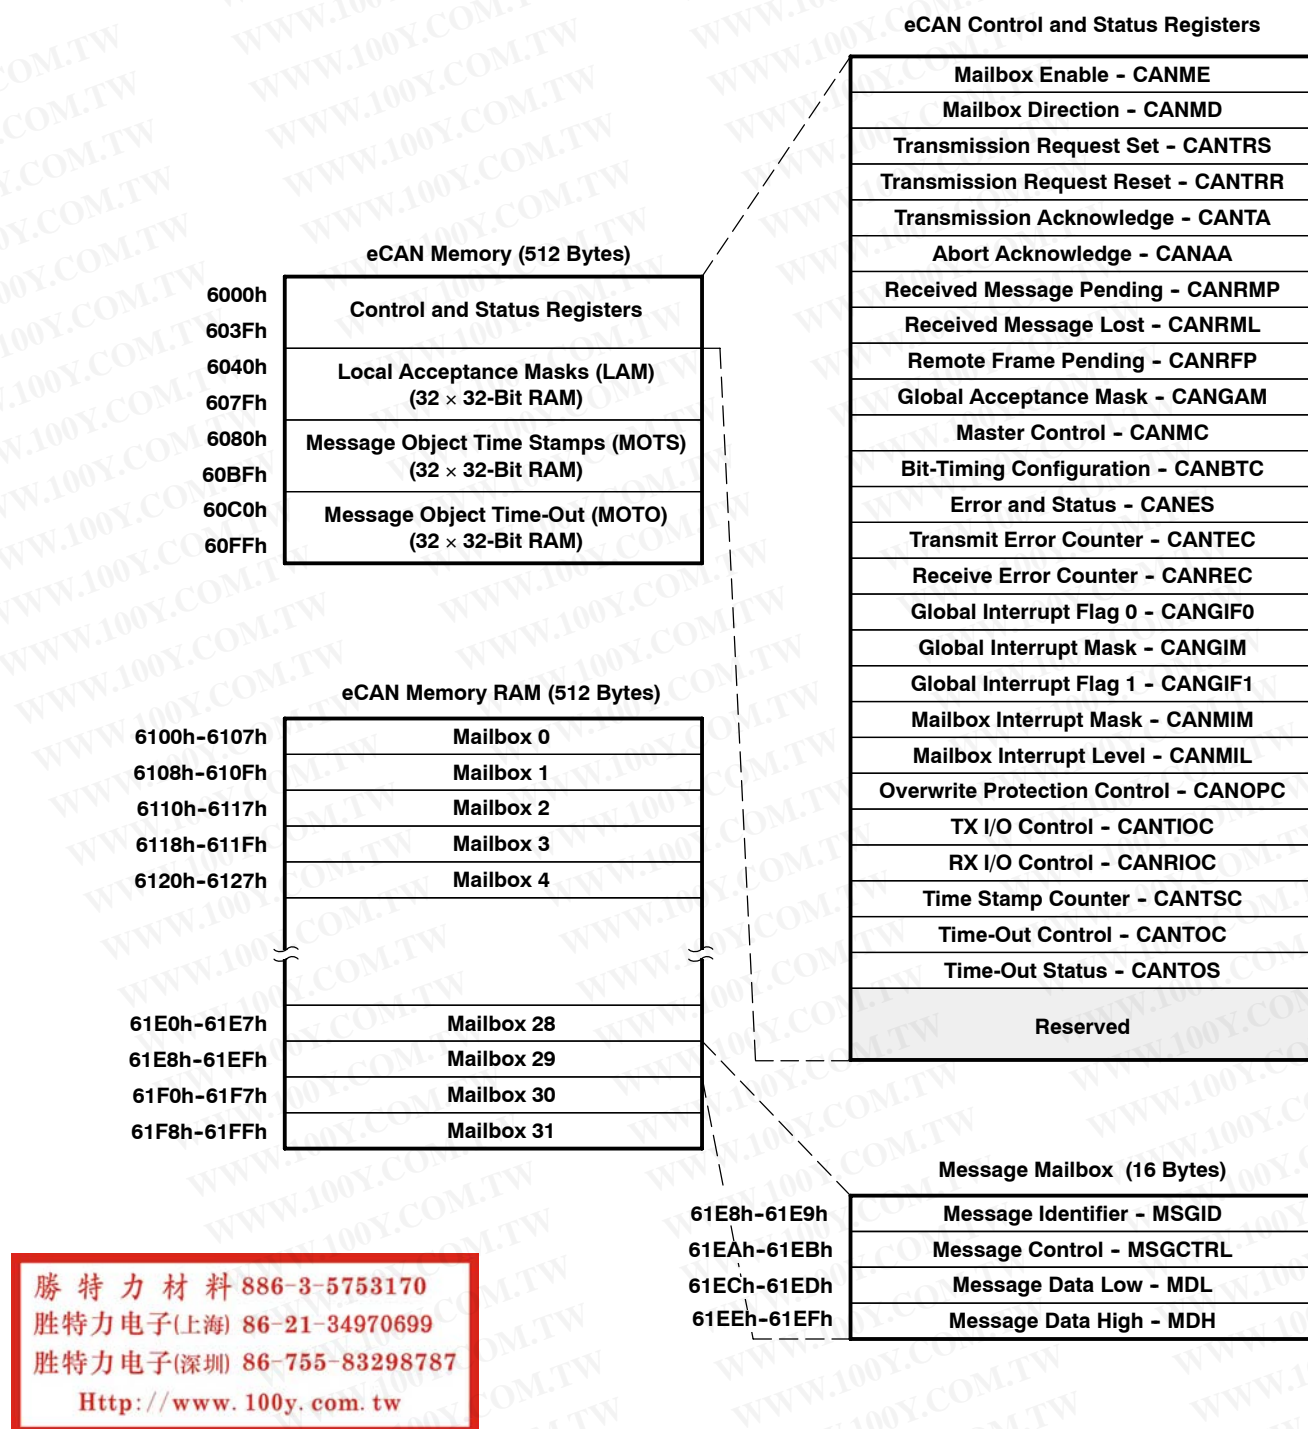 eCAN Control and Status Registers
Mailbox Enable - CANME
Mailbox Direction - CANMD
Transmission Request Set - CANTRS
Transmission Request Reset - CANTRR
Transmission Acknowledge - CANTA
Abort Acknowledge - CANAA
Received Message Pending - CANRMP
Received Message Lost - CANRML
Remote Frame Pending - CANRFP
Global Acceptance Mask - CANGAM
Master Control - CANMC
Bit-Timing Configuration - CANBTC
Error and Status - CANES
Transmit Error Counter - CANTEC
Receive Error Counter - CANREC
Global Interrupt Flag 0 - CANGIF0
Global Interrupt Mask - CANGIM
Global Interrupt Flag 1 - CANGIF1
Mailbox Interrupt Mask - CANMIM
Mailbox Interrupt Level - CANMIL
Overwrite Protection Control - CANOPC
TX I/O Control - CANTIOC
RX I/O Control - CANRIOC
Time Stamp Counter - CANTSC
Time-Out Control - CANTOC
Time-Out Status - CANTOS
Reserved
eCAN Memory (512 Bytes)
6000h
Control and Status Registers
603Fh
6040h
Local Acceptance Masks (LAM)
(32 × 32-Bit RAM)
607Fh
6080h
Message Object Time Stamps (MOTS)
(32 × 32-Bit RAM)
60BFh
60C0h
Message Object Time-Out (MOTO)
(32 × 32-Bit RAM)
60FFh
eCAN Memory RAM (512 Bytes)
6100h-6107h Mailbox 0
6108h-610Fh Mailbox 1
6110h-6117h Mailbox 2
6118h-611Fh Mailbox 3
6120h-6127h Mailbox 4
61E0h-61E7h Mailbox 28
61E8h-61EFh Mailbox 29
61F0h-61F7h Mailbox 30
61F8h-61FFh Mailbox 31
Message Mailbox (16 Bytes)
61E8h-61E9h Message Identifier - MSGID
61EAh-61EBh Message Control - MSGCTRL
61ECh-61EDh Message Data Low - MDL
61EEh-61EFh Message Data High - MDH
勝 特 力 材 料 886-3-5753170
胜特力电子(上海) 86-21-34970699
胜特力电子(深圳) 86-755-83298787
Http://www.100y.com.tw
WWW.100Y.COM.TW